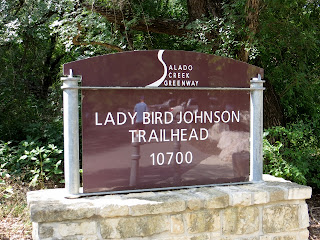 SALADO
CREEK
GREENWAY
LADY BIRD JOHNSON
TRAILHEAD
10700